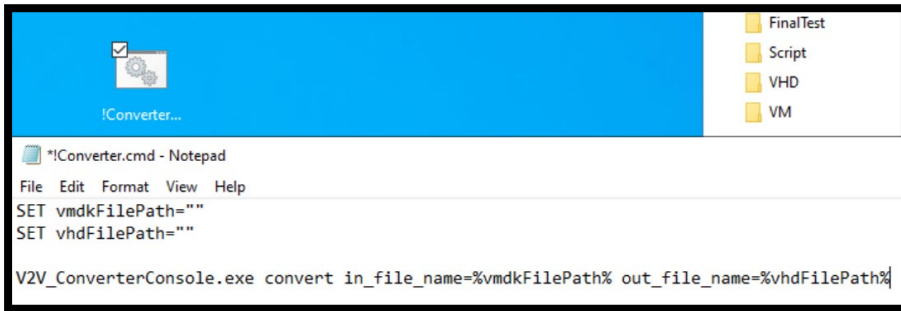 FinalTest
Script
VHD
VM
!Converter...
*!Converter.cmd - Notepad
File Edit Format View Help
SET vmdkFilePath=""
SET vhdFilePath=""
V2V_ConverterConsole.exe convert in_file_name=%vmdkFilePath% out_file_name=%vhdFilePath%